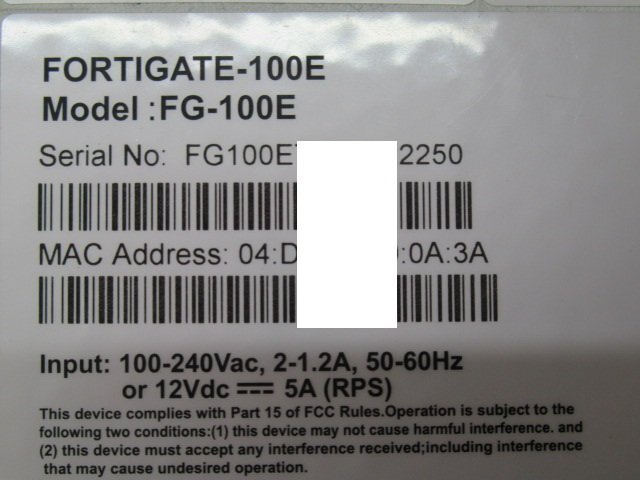 FORTIGATE-100E
Model :FG-100E
Serial No: FG100E 2250
MAC Address: 04:D :0A:3A
Input: 100-240Vac, 2-1.2A, 50-60Hz
or 12Vdc ⎓ 5A (RPS)
This device complies with Part 15 of FCC Rules.Operation is subject to the
following two conditions:(1) this device may not cause harmful interference. and
(2) this device must accept any interference received;including interference
that may cause undesired operation.